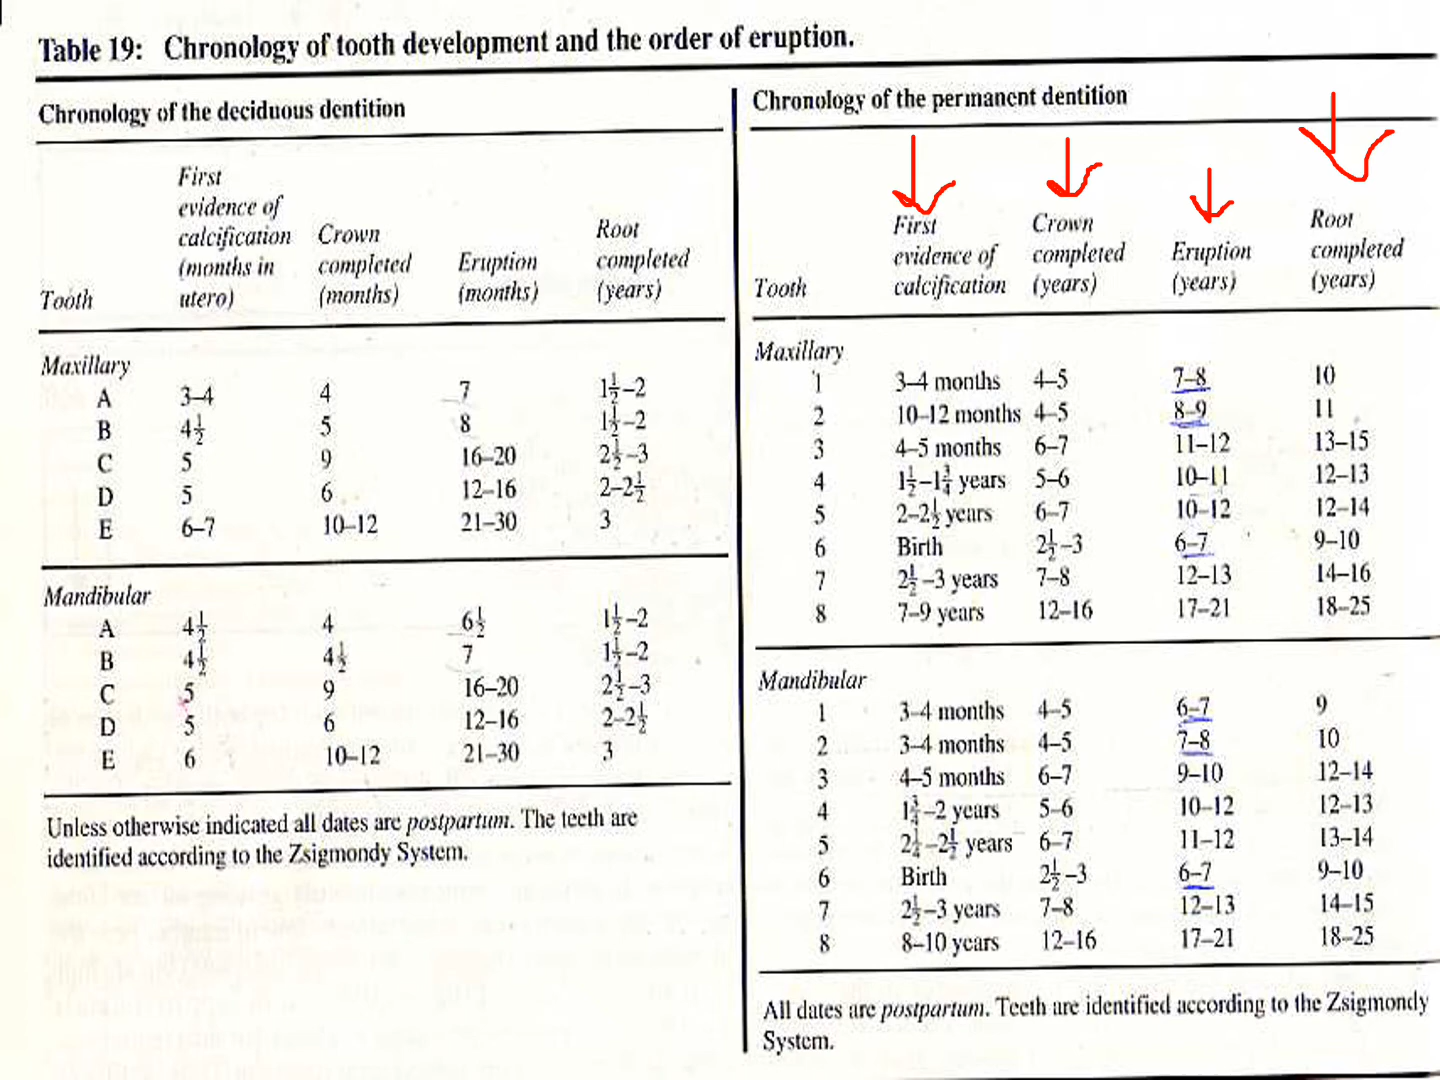 Table 19: Chronology of tooth development and the order of eruption.
Chronology of the deciduous dentition
First
evidence of
calcification Crown Root
(months in completed Eruption completed
Tooth utero) (months) (months) (years)
Maxillary
A 3–4 4 7 1½–2
B 4½ 5 8 1½–2
C 5 9 16–20 2½–3
D 5 6 12–16 2–2½
E 6–7 10–12 21–30 3
Mandibular
A 4½ 4 6½ 1½–2
B 4½ 4½ 7 1½–2
C 5 9 16–20 2½–3
D 5 6 12–16 2–2½
E 6 10–12 21–30 3
Unless otherwise indicated all dates are postpartum. The teeth are
identified according to the Zsigmondy System.
Chronology of the permanent dentition
First Crown Root
evidence of completed Eruption completed
Tooth calcification (years) (years) (years)
Maxillary
1 3–4 months 4–5 7–8 10
2 10–12 months 4–5 8–9 11
3 4–5 months 6–7 11–12 13–15
4 1½–1¾ years 5–6 10–11 12–13
5 2–2½ years 6–7 10–12 12–14
6 Birth 2½–3 6–7 9–10
7 2½–3 years 7–8 12–13 14–16
8 7–9 years 12–16 17–21 18–25
Mandibular
1 3–4 months 4–5 6–7 9
2 3–4 months 4–5 7–8 10
3 4–5 months 6–7 9–10 12–14
4 1¾–2 years 5–6 10–12 12–13
5 2¼–2½ years 6–7 11–12 13–14
6 Birth 2½–3 6–7 9–10
7 2½–3 years 7–8 12–13 14–15
8 8–10 years 12–16 17–21 18–25
All dates are postpartum. Teeth are identified according to the Zsigmondy
System.